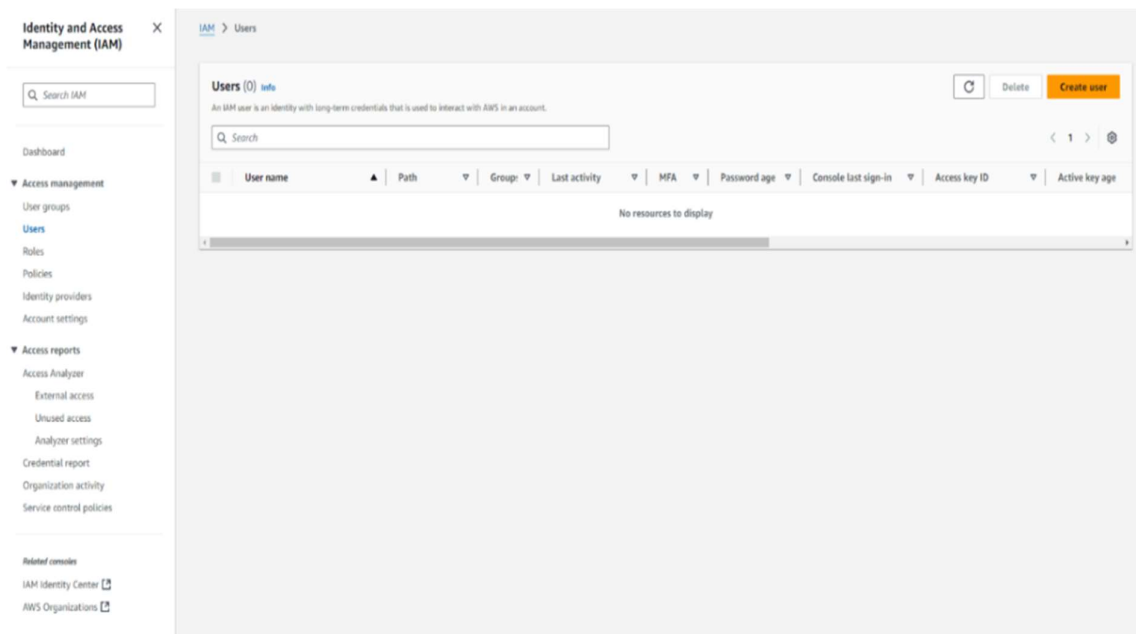 Identity and Access
Management (IAM)
Search IAM
Dashboard
Access management
User groups
Users
Roles
Policies
Identity providers
Account settings
Access reports
Access Analyzer
External access
Unused access
Analyzer settings
Credential report
Organization activity
Service control policies
Related consoles
IAM Identity Center
AWS Organizations
IAM > Users
Users (0) Info
Delete
Create user
An IAM user is an identity with long-term credentials that is used to interact with AWS in an account.
Search
1
User name Path Group: Last activity MFA Password age Console last sign-in Access key ID Active key age
No resources to display